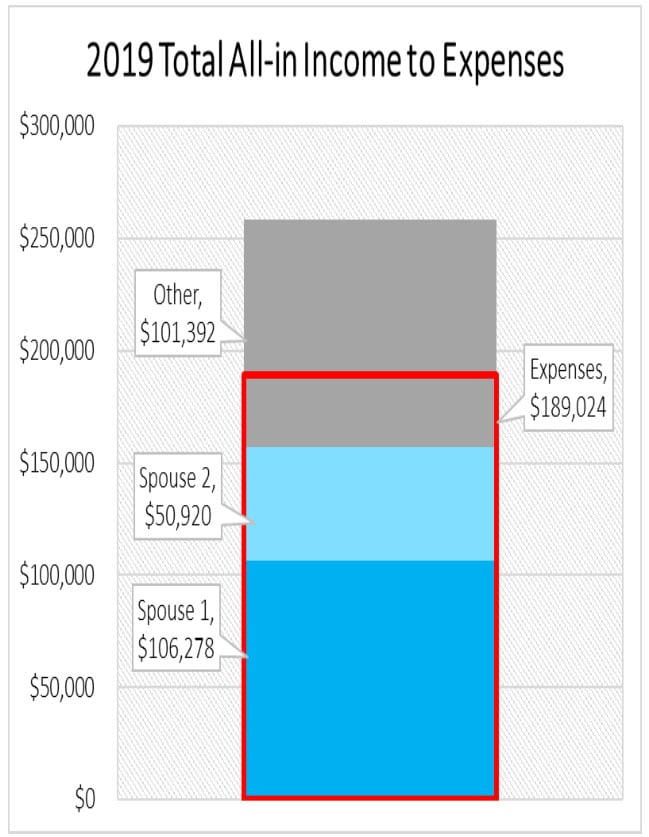 2019 Total All-in Income to Expenses
$300,000
$250,000
$200,000
$150,000
$100,000
$50,000
$0
Other,
$101,392
Expenses,
$189,024
Spouse 2,
$50,920
Spouse 1,
$106,278